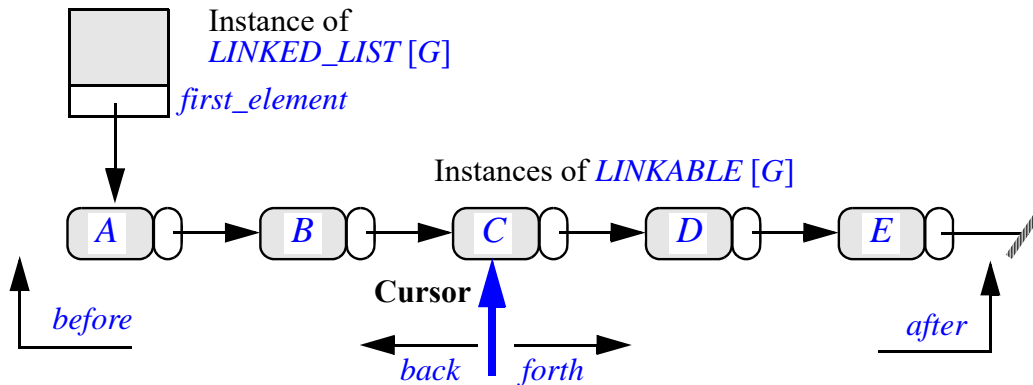 Instance of
LINKED_LIST [G]
first_element
Instances of LINKABLE [G]
A B C D E
Cursor
before
after
back forth